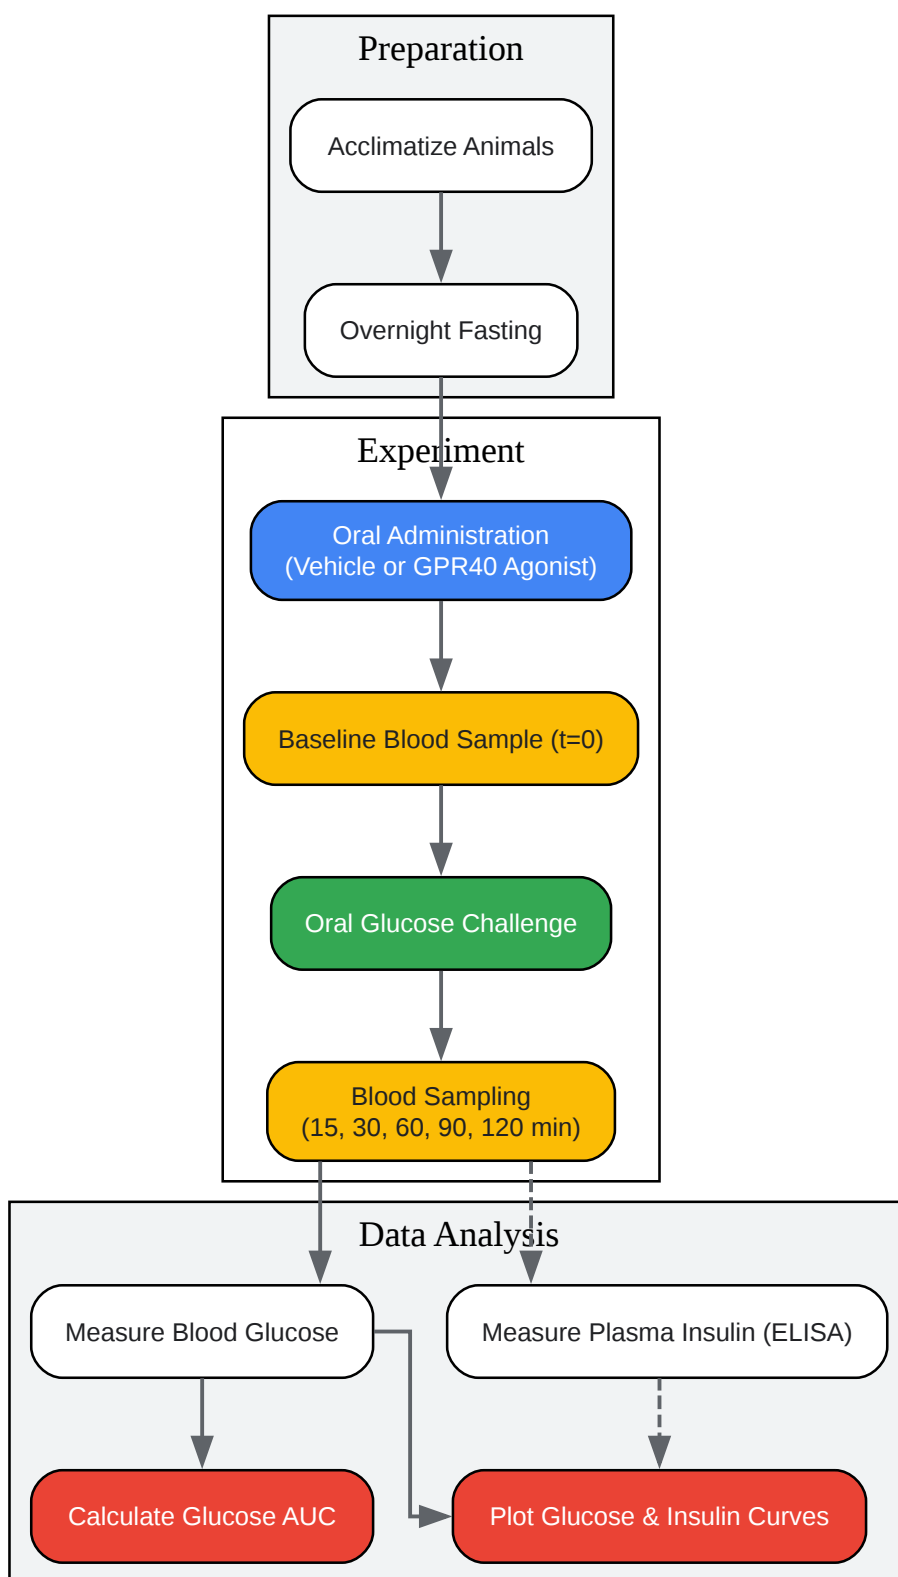 Preparation
Acclimatize Animals
Overnight Fasting
Experiment
Oral Administration
(Vehicle or GPR40 Agonist)
Baseline Blood Sample (t=0)
Oral Glucose Challenge
Blood Sampling
(15, 30, 60, 90, 120 min)
Data Analysis
Measure Blood Glucose
Measure Plasma Insulin (ELISA)
Calculate Glucose AUC
Plot Glucose & Insulin Curves